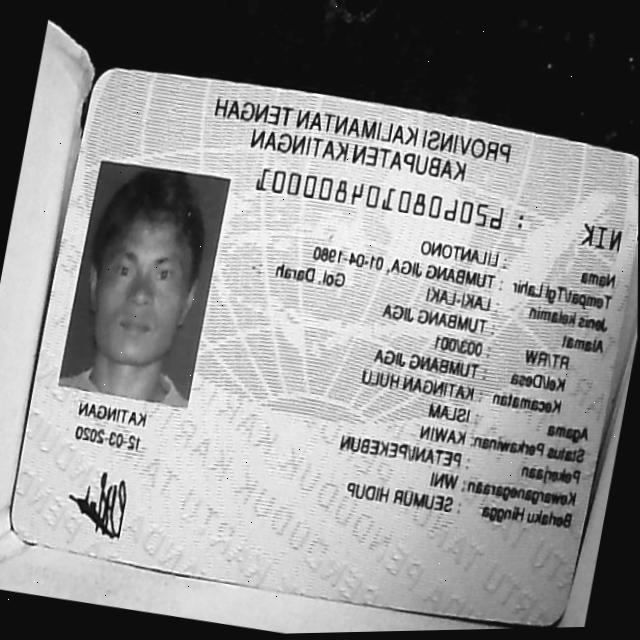 PROVINSI KALIMANTAN TENGAH
KABUPATEN KATINGAN
NIK : 6206080104800001
Nama : LILANTONO
Tempat/Tgl Lahir : TUMBANG JIGA, 01-04-1980
Jenis kelamin : LAKI-LAKI Gol. Darah
Alamat : TUMBANG JIGA
RT/RW : 003/001
Kel/Desa : TUMBANG JIGA
Kecamatan : KATINGAN HULU
Agama : ISLAM
Status Perkawinan: KAWIN
Pekerjaan : PETANI/PEKEBUN
Kewarganegaraan: WNI
Berlaku Hingga : SEUMUR HIDUP
KATINGAN
12-03-2020